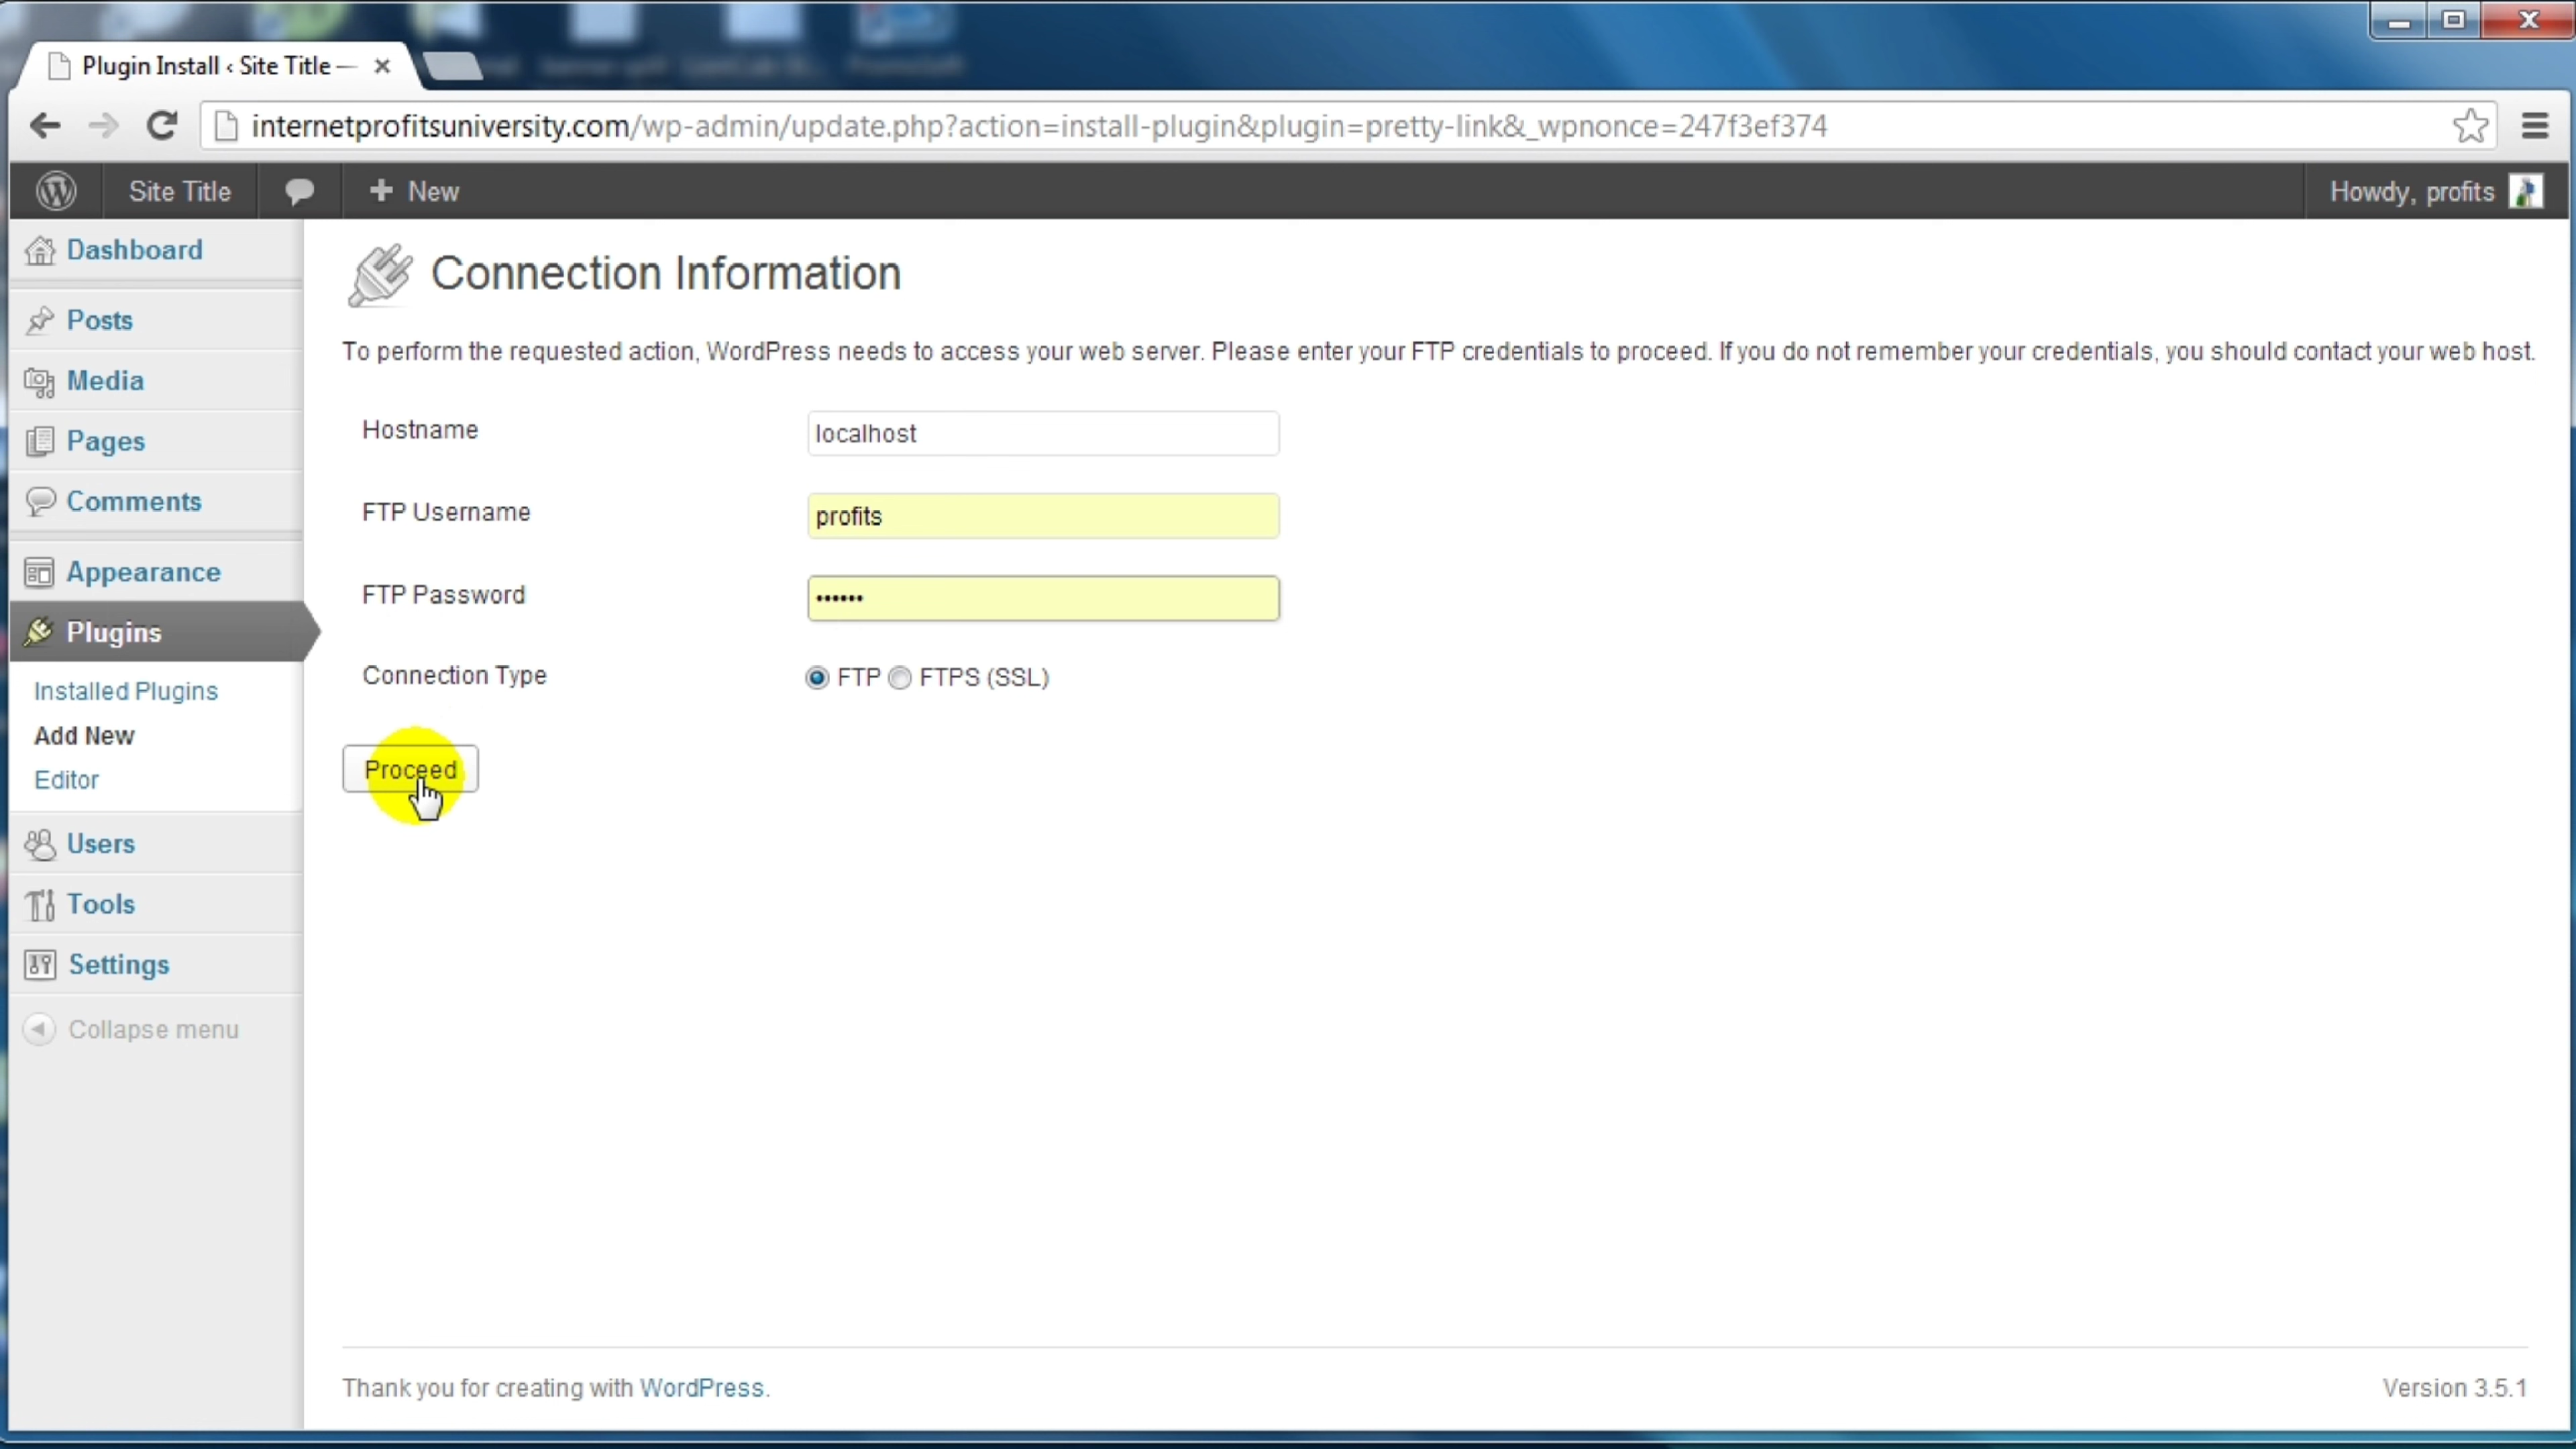 Plugin Install ‹ Site Title —
internetprofitsuniversity.com/wp-admin/update.php?action=install-plugin&plugin=pretty-link&_wpnonce=247f3ef374
Site Title
+ New
Howdy, profits
Dashboard
Posts
Media
Pages
Comments
Appearance
Plugins
Installed Plugins
Add New
Editor
Users
Tools
Settings
Collapse menu
Connection Information
To perform the requested action, WordPress needs to access your web server. Please enter your FTP credentials to proceed. If you do not remember your credentials, you should contact your web host.
Hostname
localhost
FTP Username
profits
FTP Password
••••••
Connection Type
FTP FTPS (SSL)
Proceed
Thank you for creating with WordPress.
Version 3.5.1